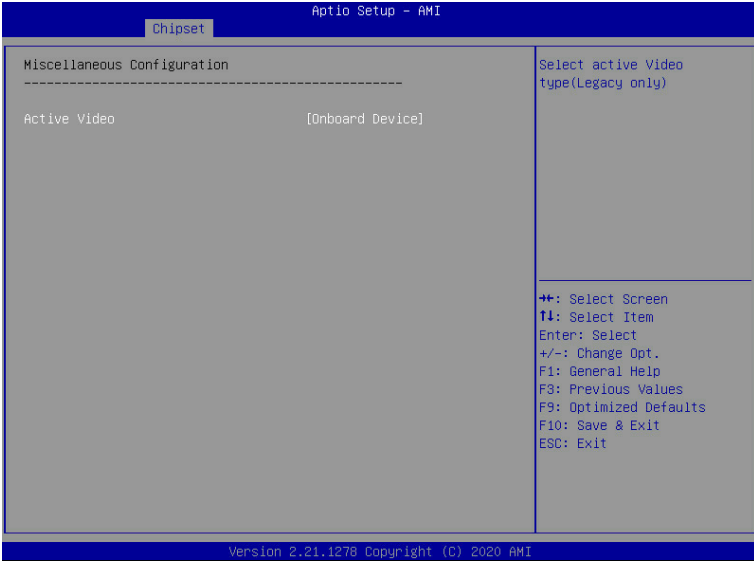 Aptio Setup – AMI
Chipset
Miscellaneous Configuration
--------------------------------------------------
Active Video [Onboard Device]
Select active Video
type(Legacy only)
→←: Select Screen
↑↓: Select Item
Enter: Select
+/-: Change Opt.
F1: General Help
F3: Previous Values
F9: Optimized Defaults
F10: Save & Exit
ESC: Exit
Version 2.21.1278 Copyright (C) 2020 AMI